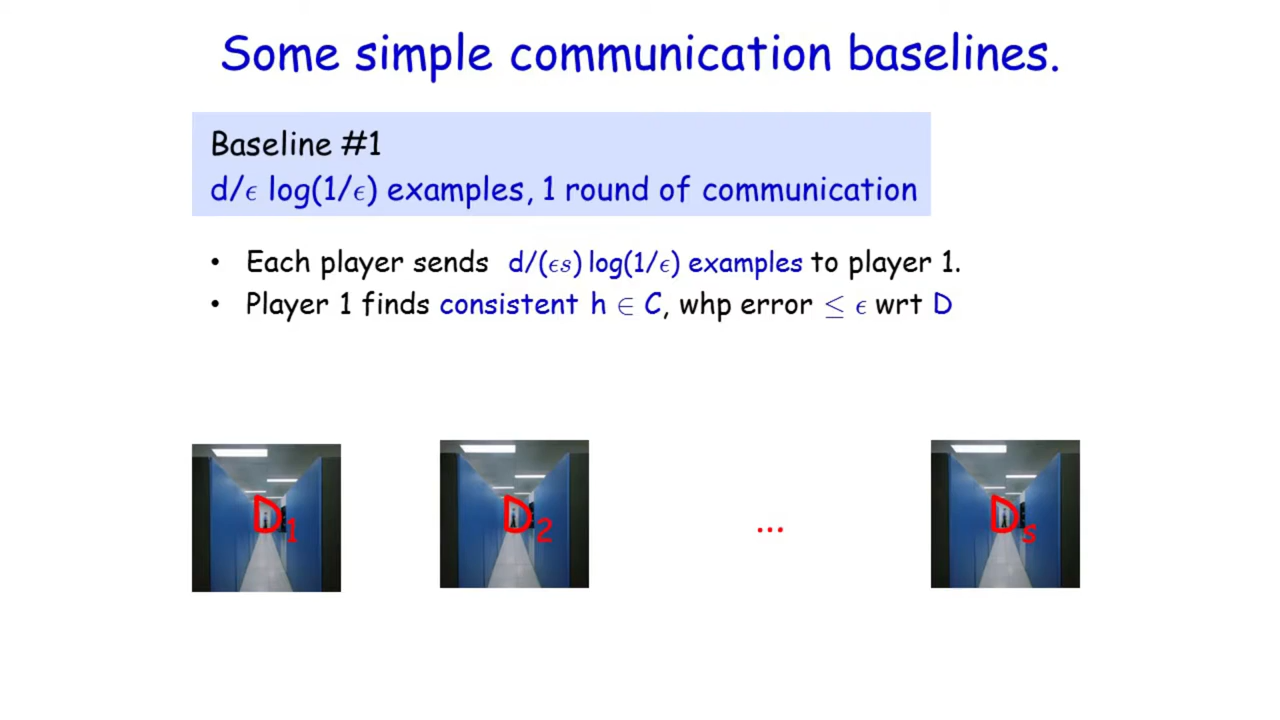 Some simple communication baselines.
Baseline #1
d/ϵ log(1/ϵ) examples, 1 round of communication
• Each player sends d/(ϵs) log(1/ϵ) examples to player 1.
• Player 1 finds consistent h ∈ C, whp error ≤ ϵ wrt D
D₁ D₂ ... Dₛ